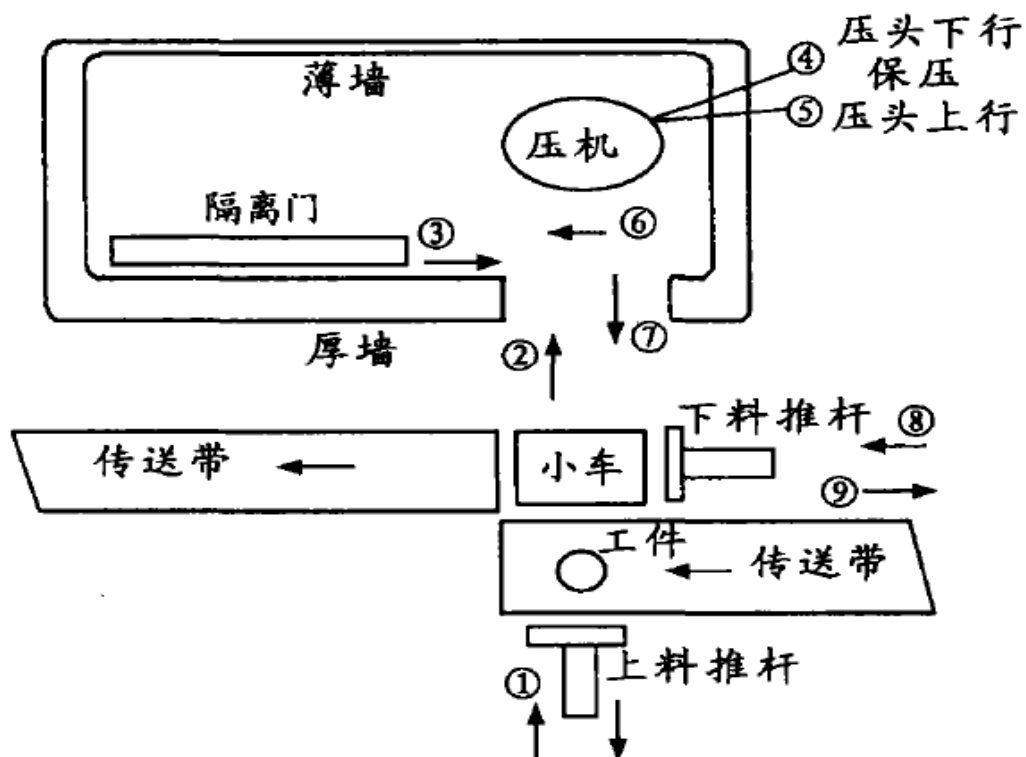 ④ 压头下行
保压
⑤ 压头上行
薄墙
压机
隔离门
③
⑥
厚墙
②
⑦
下料推杆
⑧
传送带
小车
⑨
工件
传送带
①
上料推杆